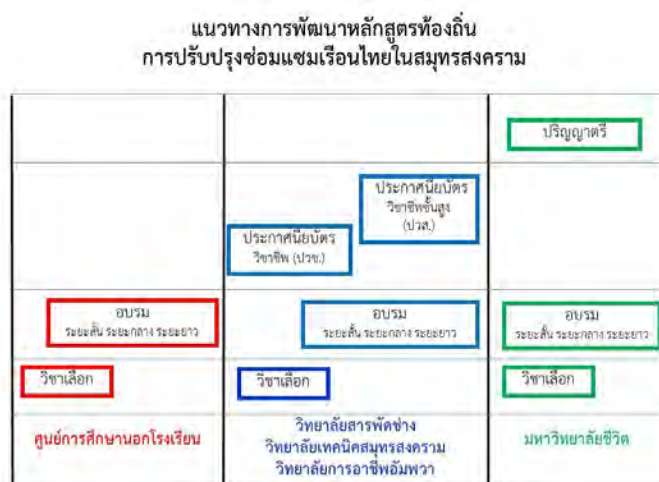 แนวทางการพัฒนาหลักสูตรท้องถิ่น
การปรับปรุงซ่อมแซมเรือนไทยในสมุทรสงคราม
ปริญญาตรี
ประกาศนียบัตร
วิชาชีพชั้นสูง
(ปวส.)
ประกาศนียบัตร
วิชาชีพ (ปวช.)
อบรม
ระยะสั้น ระยะกลาง ระยะยาว
อบรม
ระยะสั้น ระยะกลาง ระยะยาว
อบรม
ระยะสั้น ระยะกลาง ระยะยาว
วิชาเลือก
วิชาเลือก
วิชาเลือก
ศูนย์การศึกษานอกโรงเรียน
วิทยาลัยสารพัดช่าง
วิทยาลัยเทคนิคสมุทรสงคราม
วิทยาลัยการอาชีพอัมพวา
มหาวิทยาลัยชีวิต